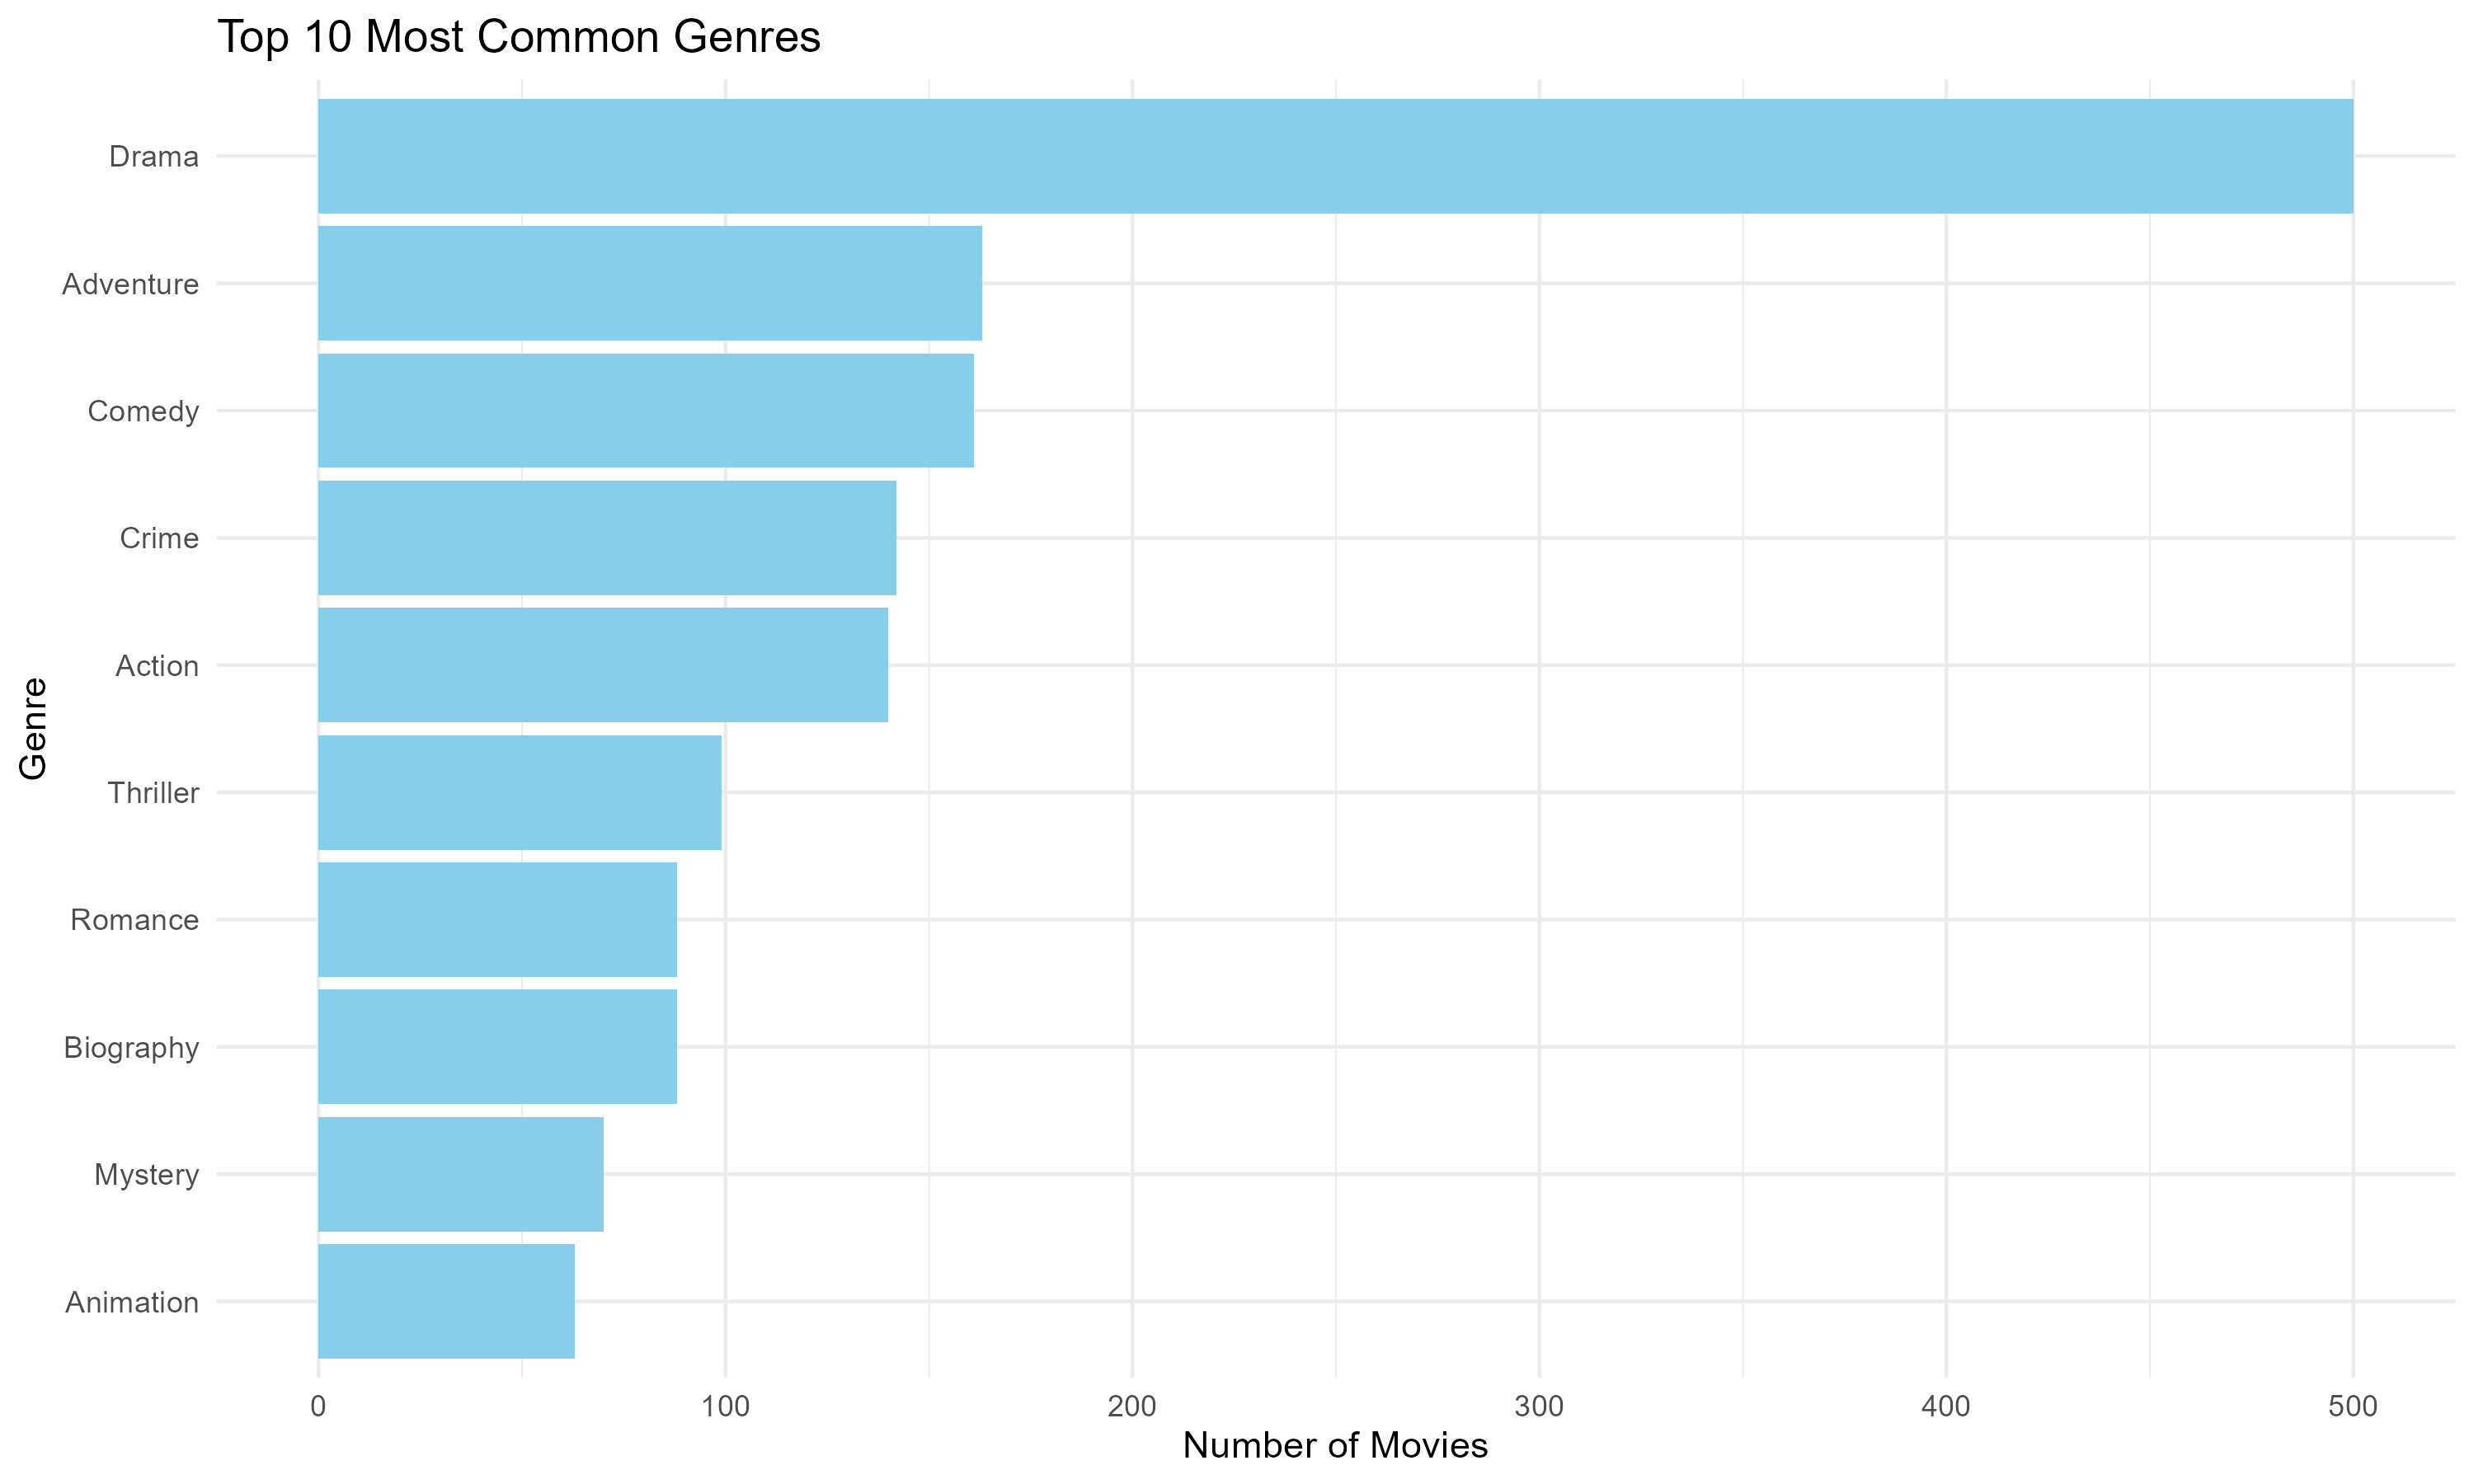 Top 10 Most Common Genres
Drama
Adventure
Comedy
Crime
Action
Thriller
Romance
Biography
Mystery
Animation
Genre
0 100 200 300 400 500
Number of Movies